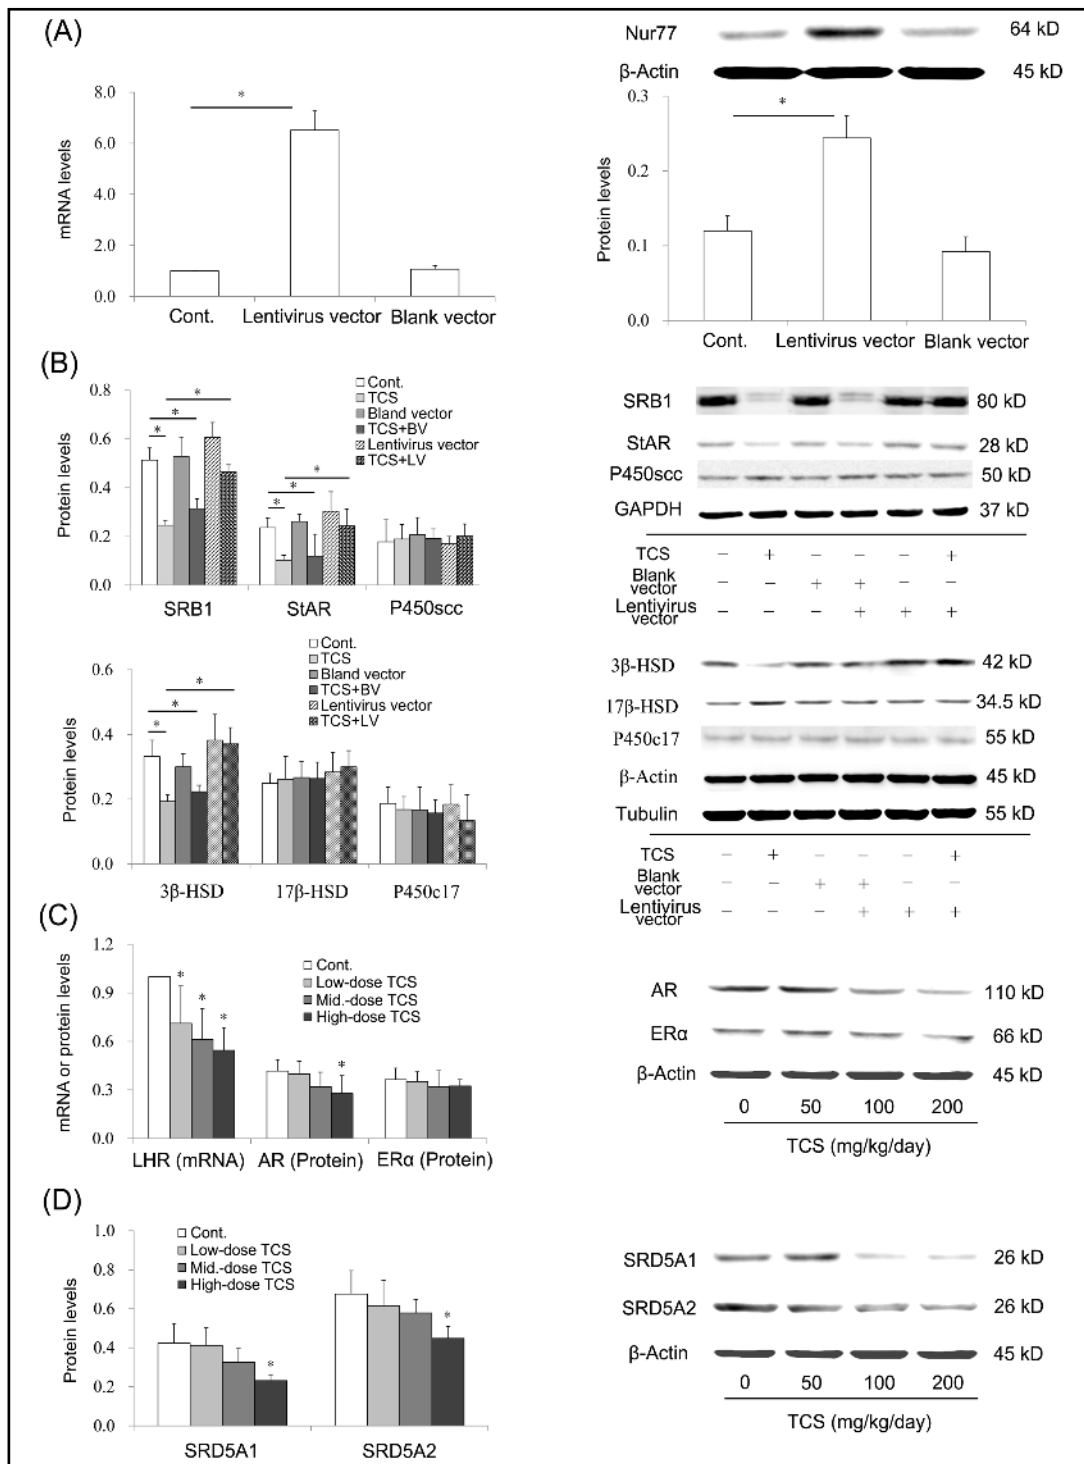 (A)
8.0
6.0
4.0
2.0
0.0
mRNA levels
*
Cont.
Lentivirus vector
Blank vector
Nur77
64 kD
β-Actin
45 kD
0.3
0.2
0.1
0.0
Protein levels
*
Cont.
Lentivirus vector
Blank vector
(B)
0.8
0.6
0.4
0.2
0.0
Protein levels
Cont.
TCS
Bland vector
TCS+BV
Lentivirus vector
TCS+LV
*
*
*
*
*
*
SRB1
StAR
P450scc
SRB1
80 kD
StAR
28 kD
P450scc
50 kD
GAPDH
37 kD
TCS – + – – – +
Blank vector – – + + – –
Lentivirus vector – – – + + +
0.6
0.4
0.2
0.0
Protein levels
Cont.
TCS
Bland vector
TCS+BV
Lentivirus vector
TCS+LV
*
*
*
3β-HSD
17β-HSD
P450c17
3β-HSD
42 kD
17β-HSD
34.5 kD
P450c17
55 kD
β-Actin
45 kD
Tubulin
55 kD
TCS – + – – – +
Blank vector – – + + – –
Lentivirus vector – – – + + +
(C)
1.2
0.9
0.6
0.3
0.0
mRNA or protein levels
Cont.
Low-dose TCS
Mid.-dose TCS
High-dose TCS
*
*
*
*
LHR (mRNA)
AR (Protein)
ERα (Protein)
AR
110 kD
ERα
66 kD
β-Actin
45 kD
0 50 100 200
TCS (mg/kg/day)
(D)
1.0
0.8
0.6
0.4
0.2
0.0
Protein levels
Cont.
Low-dose TCS
Mid.-dose TCS
High-dose TCS
*
*
SRD5A1
SRD5A2
SRD5A1
26 kD
SRD5A2
26 kD
β-Actin
45 kD
0 50 100 200
TCS (mg/kg/day)